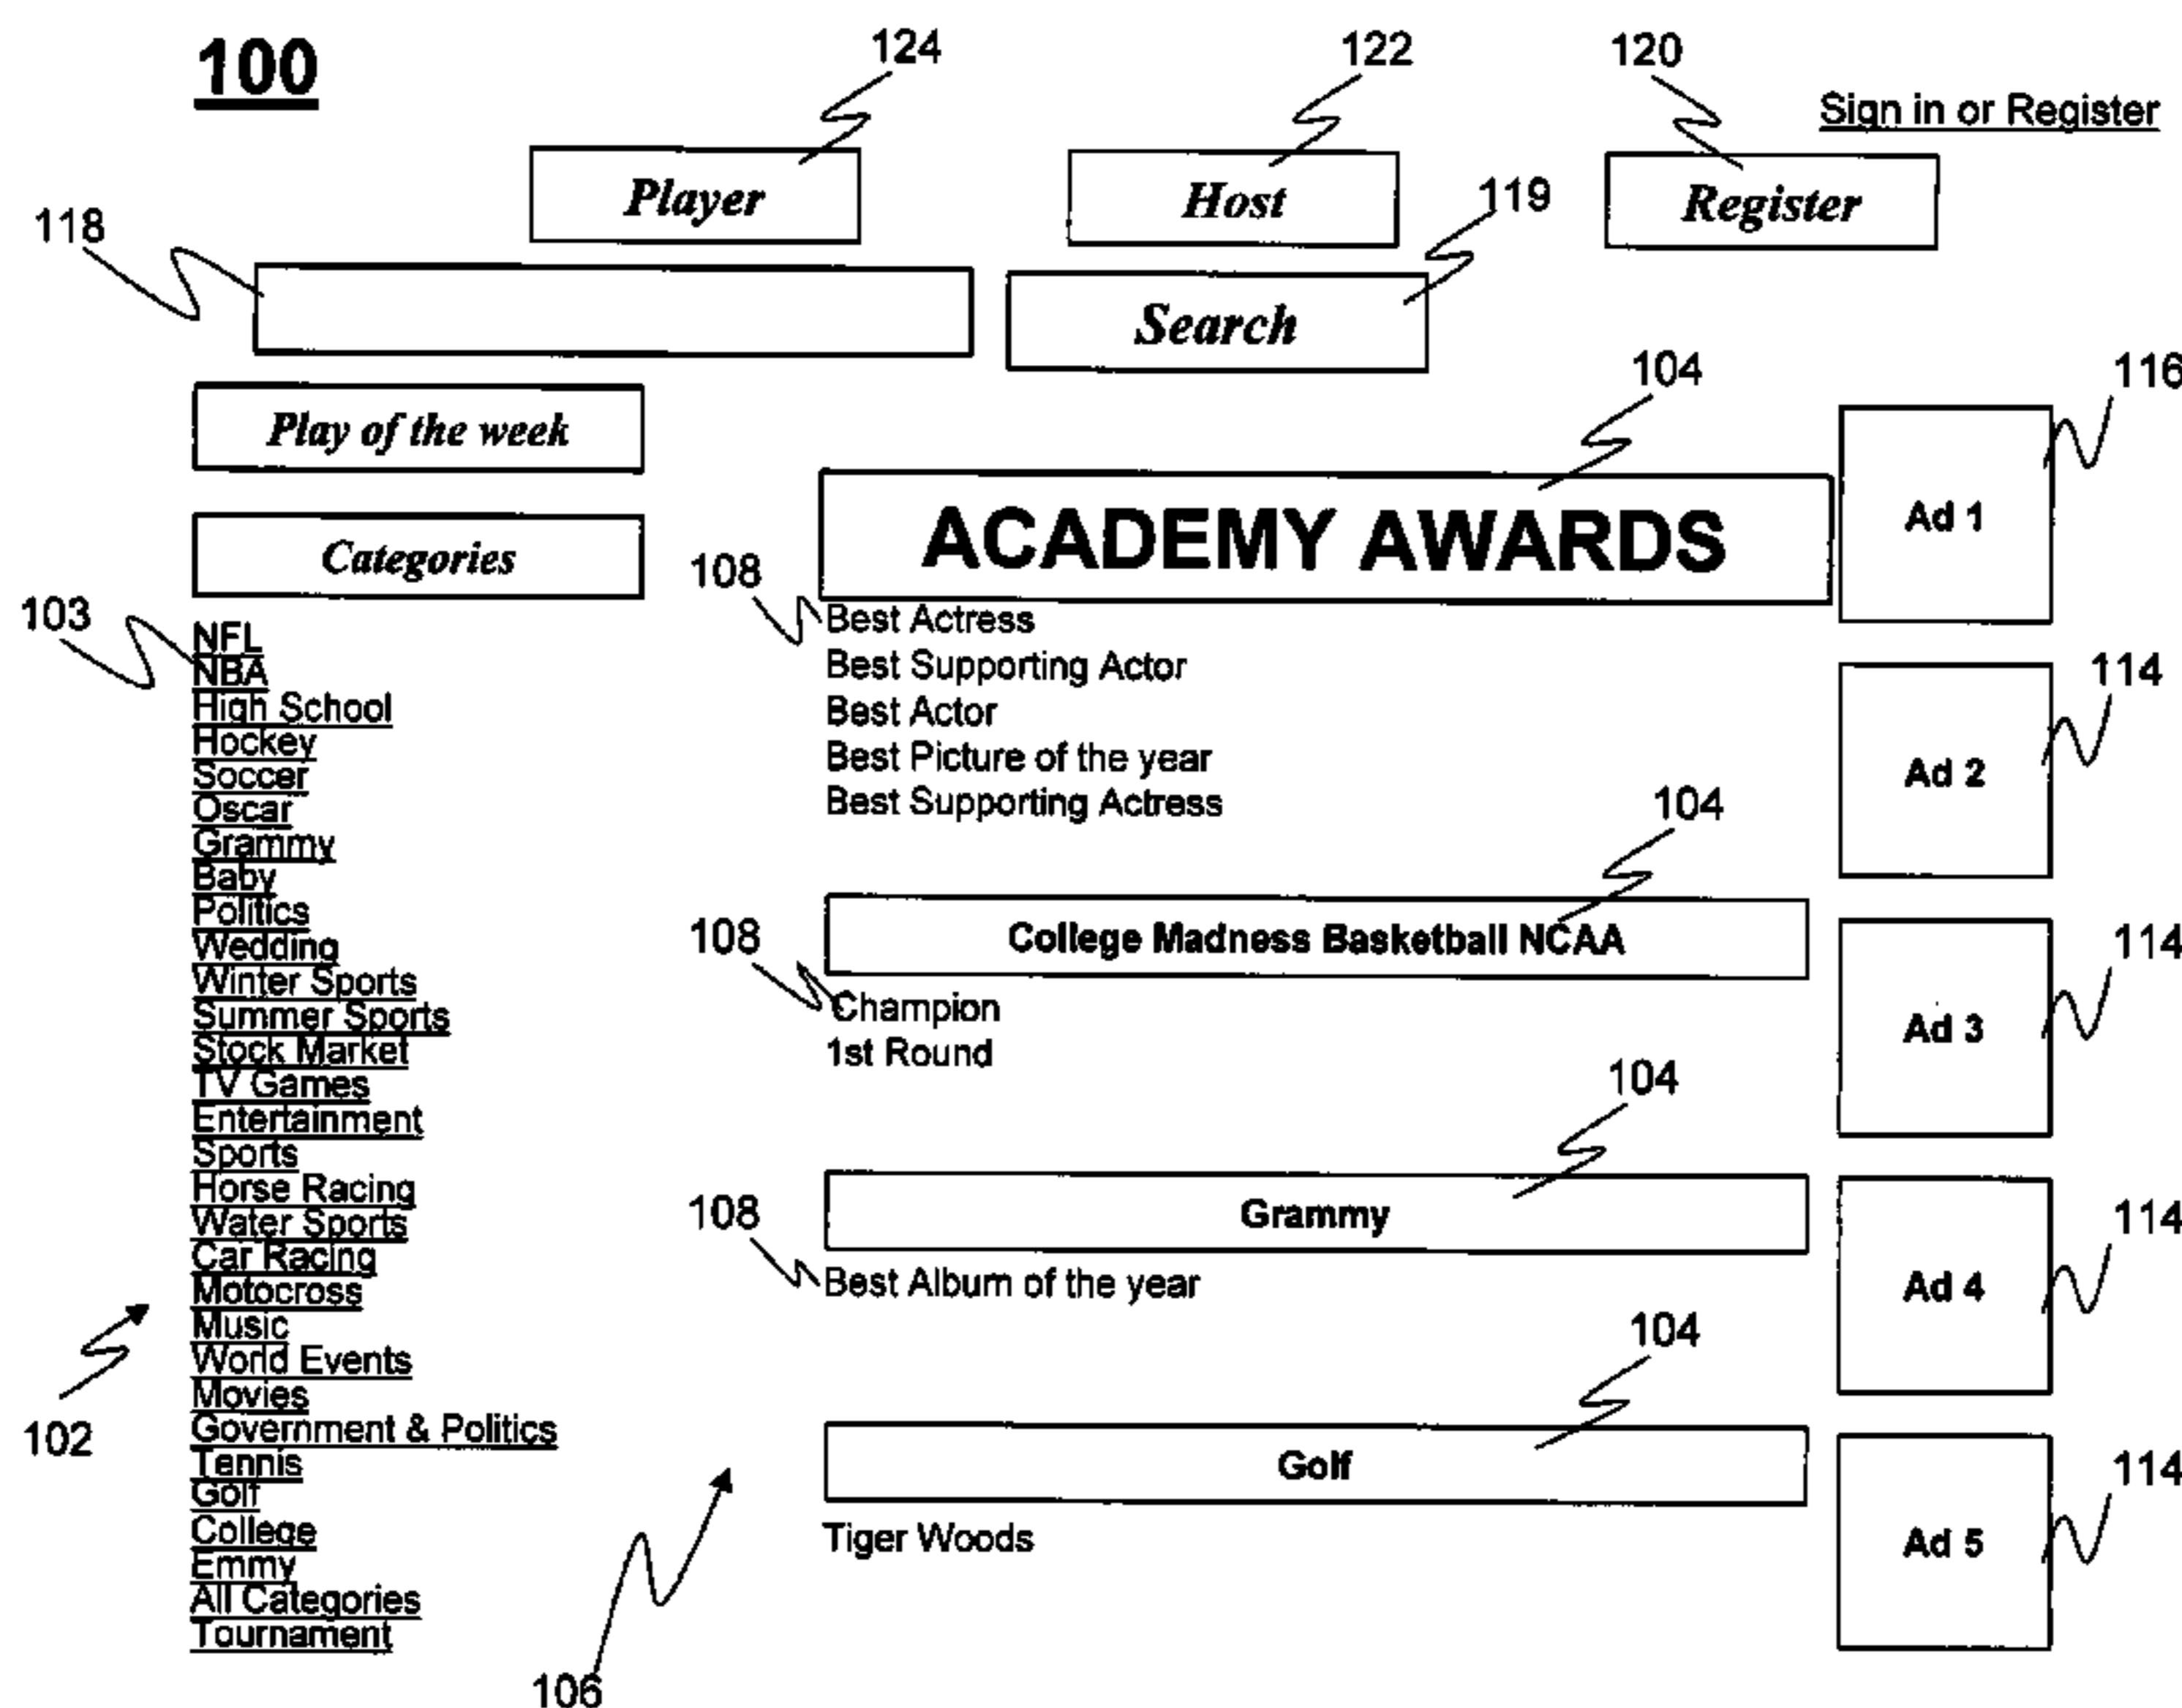 100
124
122
120
Sign in or Register
Player
Host
119
Register
118
Search
104
116
Play of the week
ACADEMY AWARDS
Ad 1
Categories
108
103
Best Actress
Best Supporting Actor
Best Actor
Best Picture of the year
Best Supporting Actress
114
Ad 2
NFL
NBA
High School
Hockey
Soccer
Oscar
Grammy
Baby
Politics
Wedding
Winter Sports
Summer Sports
Stock Market
TV Games
Entertainment
Sports
Horse Racing
Water Sports
Car Racing
Motocross
Music
World Events
Movies
Government & Politics
Tennis
Golf
College
Emmy
All Categories
Tournament
102
104
108
College Madness Basketball NCAA
114
Champion
1st Round
Ad 3
104
108
Grammy
114
Best Album of the year
Ad 4
104
Golf
114
Tiger Woods
Ad 5
106